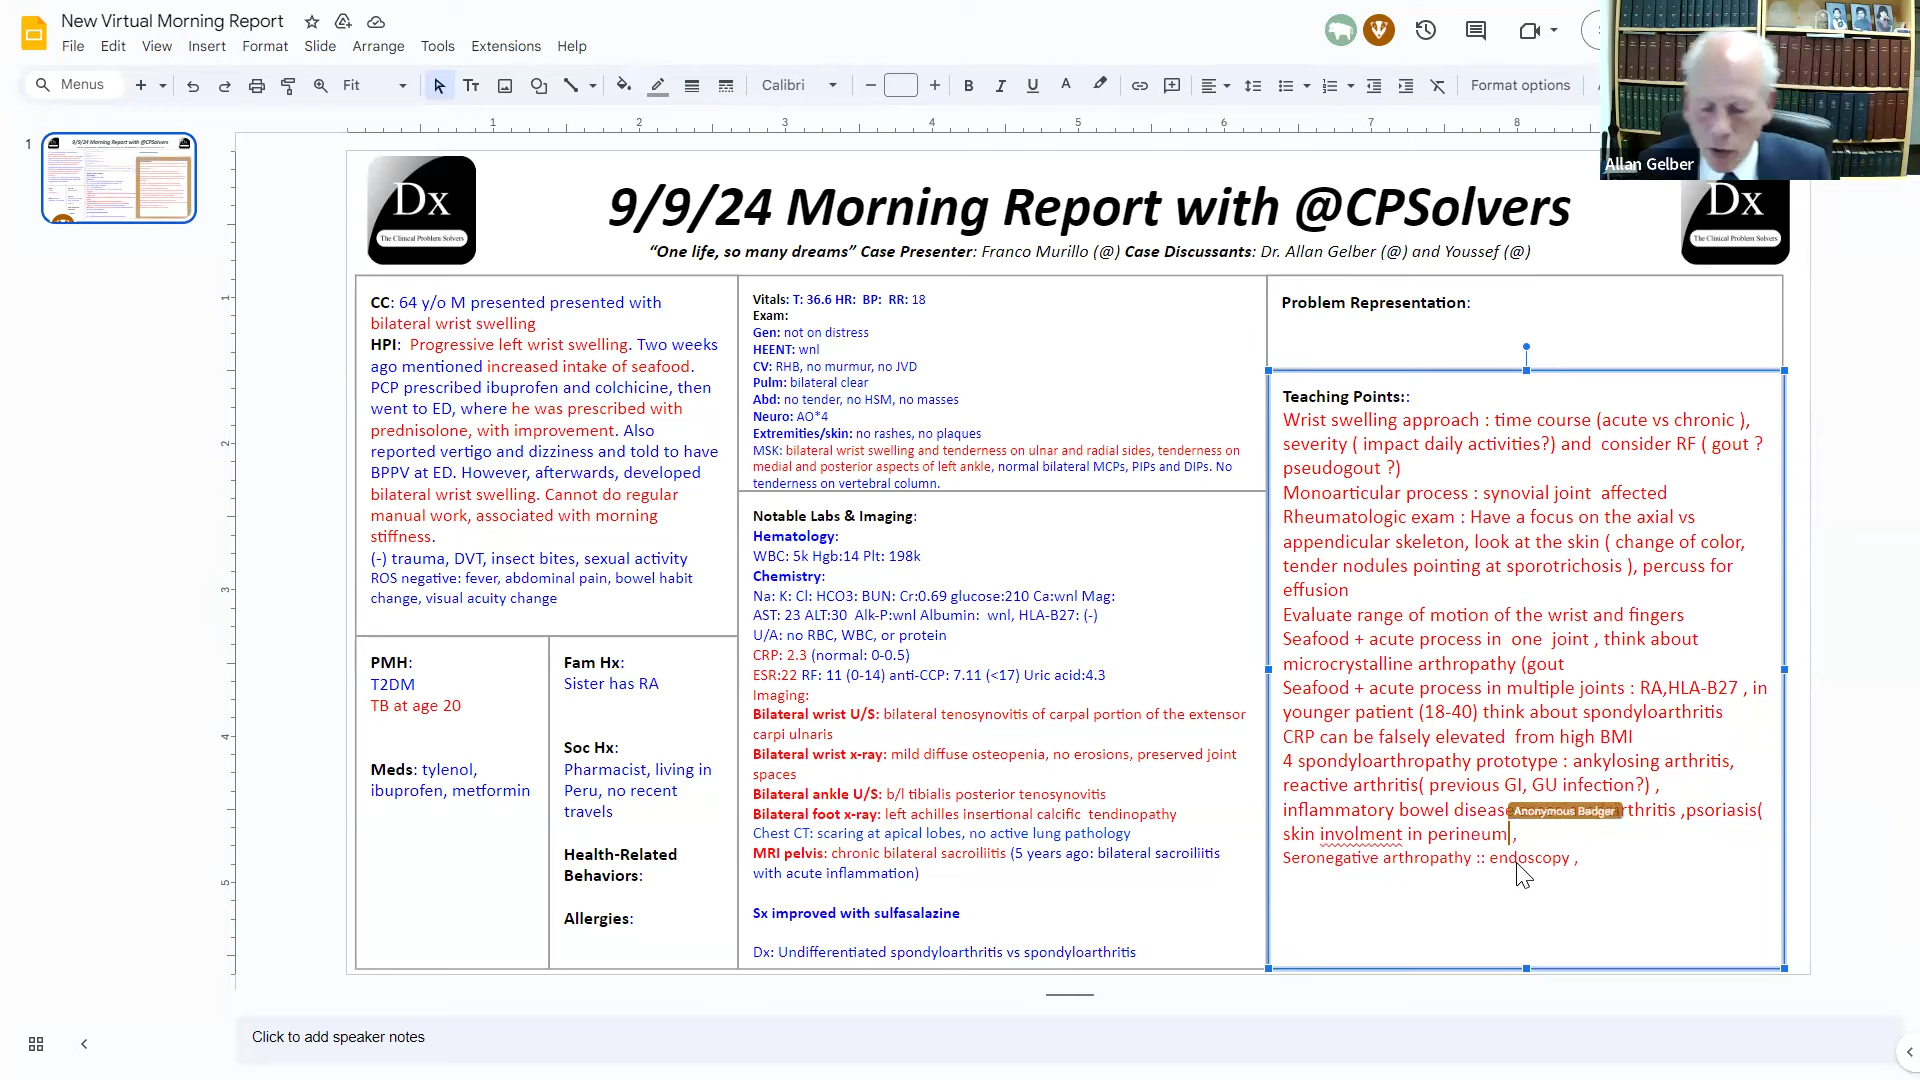 New Virtual Morning Report
File Edit View Insert Format Slide Arrange Tools Extensions Help
Menus
Fit
Calibri
Format options
Allan Gelber
1 2 3 4 5 6 7 8
1
1
2
3
4
5
Dx
The Clinical Problem Solvers
9/9/24 Morning Report with @CPSolvers
“One life, so many dreams” Case Presenter: Franco Murillo (@) Case Discussants: Dr. Allan Gelber (@) and Youssef (@)
Dx
The Clinical Problem Solvers
CC: 64 y/o M presented presented with
bilateral wrist swelling
HPI: Progressive left wrist swelling. Two weeks
ago mentioned increased intake of seafood.
PCP prescribed ibuprofen and colchicine, then
went to ED, where he was prescribed with
prednisolone, with improvement. Also
reported vertigo and dizziness and told to have
BPPV at ED. However, afterwards, developed
bilateral wrist swelling. Cannot do regular
manual work, associated with morning
stiffness.
(-) trauma, DVT, insect bites, sexual activity
ROS negative: fever, abdominal pain, bowel habit
change, visual acuity change
PMH:
T2DM
TB at age 20
Meds: tylenol,
ibuprofen, metformin
Fam Hx:
Sister has RA
Soc Hx:
Pharmacist, living in
Peru, no recent
travels
Health-Related
Behaviors:
Allergies:
Vitals: T: 36.6 HR: BP: RR: 18
Exam:
Gen: not on distress
HEENT: wnl
CV: RHB, no murmur, no JVD
Pulm: bilateral clear
Abd: no tender, no HSM, no masses
Neuro: AO*4
Extremities/skin: no rashes, no plaques
MSK: bilateral wrist swelling and tenderness on ulnar and radial sides, tenderness on
medial and posterior aspects of left ankle, normal bilateral MCPs, PIPs and DIPs. No
tenderness on vertebral column.
Notable Labs & Imaging:
Hematology:
WBC: 5k Hgb:14 Plt: 198k
Chemistry:
Na: K: Cl: HCO3: BUN: Cr:0.69 glucose:210 Ca:wnl Mag:
AST: 23 ALT:30 Alk-P:wnl Albumin: wnl, HLA-B27: (-)
U/A: no RBC, WBC, or protein
CRP: 2.3 (normal: 0-0.5)
ESR:22 RF: 11 (0-14) anti-CCP: 7.11 (<17) Uric acid:4.3
Imaging:
Bilateral wrist U/S: bilateral tenosynovitis of carpal portion of the extensor
carpi ulnaris
Bilateral wrist x-ray: mild diffuse osteopenia, no erosions, preserved joint
spaces
Bilateral ankle U/S: b/l tibialis posterior tenosynovitis
Bilateral foot x-ray: left achilles insertional calcific tendinopathy
Chest CT: scaring at apical lobes, no active lung pathology
MRI pelvis: chronic bilateral sacroiliitis (5 years ago: bilateral sacroiliitis
with acute inflammation)
Sx improved with sulfasalazine
Dx: Undifferentiated spondyloarthritis vs spondyloarthritis
Problem Representation:
Teaching Points::
Wrist swelling approach : time course (acute vs chronic ),
severity ( impact daily activities?) and consider RF ( gout ?
pseudogout ?)
Monoarticular process : synovial joint affected
Rheumatologic exam : Have a focus on the axial vs
appendicular skeleton, look at the skin ( change of color,
tender nodules pointing at sporotrichosis ), percuss for
effusion
Evaluate range of motion of the wrist and fingers
Seafood + acute process in one joint , think about
microcrystalline arthropathy (gout
Seafood + acute process in multiple joints : RA,HLA-B27 , in
younger patient (18-40) think about spondyloarthritis
CRP can be falsely elevated from high BMI
4 spondyloarthropathy prototype : ankylosing arthritis,
reactive arthritis( previous GI, GU infection?) ,
inflammatory bowel disease Anonymous Badger rthritis ,psoriasis(
skin involment in perineum ,
Seronegative arthropathy :: endoscopy ,
Click to add speaker notes